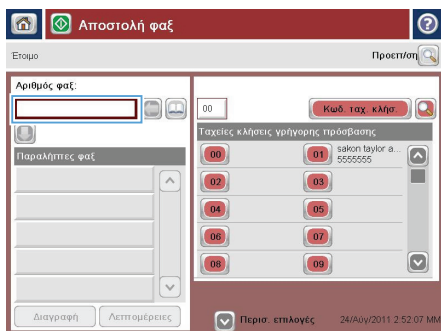 Αποστολή φαξ
Έτοιμο
Προεπ/ση
Αριθμός φαξ:
Παραλήπτες φαξ
Διαγραφή
Λεπτομέρειες
00
Κωδ. ταχ. κλήσ.
Ταχείες κλήσεις γρήγορης πρόσβασης
00
01 sakon taylor a...
5555555
02
03
04
05
06
07
08
09
Περισ. επιλογές
24/Αύγ/2011 2:52:07 ΜΜ